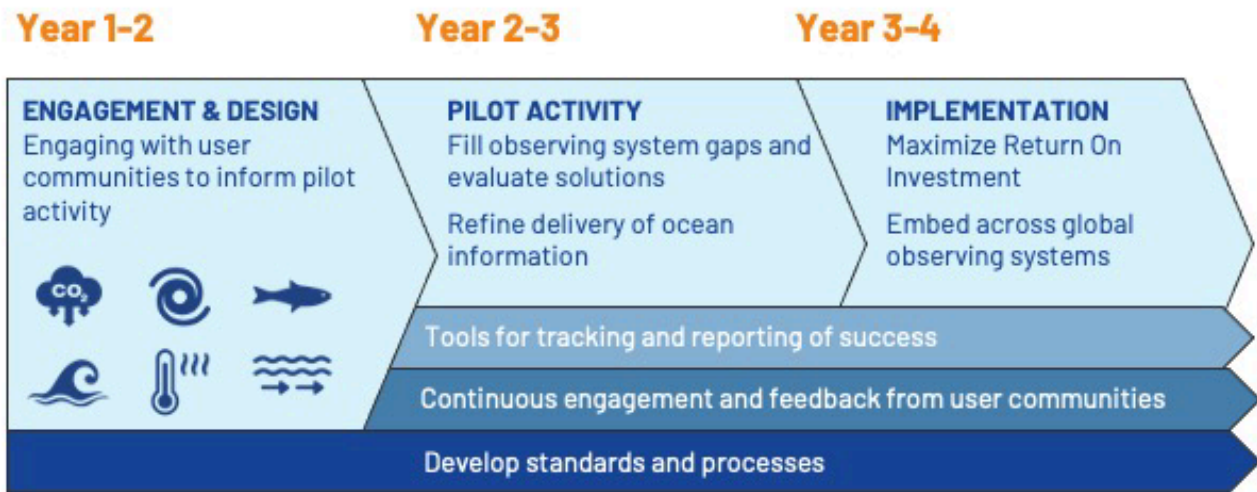 Year 1-2
Year 2-3
Year 3-4
ENGAGEMENT & DESIGN
Engaging with user
communities to inform pilot
activity
CO₂
PILOT ACTIVITY
Fill observing system gaps and
evaluate solutions
Refine delivery of ocean
information
IMPLEMENTATION
Maximize Return On
Investment
Embed across global
observing systems
Tools for tracking and reporting of success
Continuous engagement and feedback from user communities
Develop standards and processes